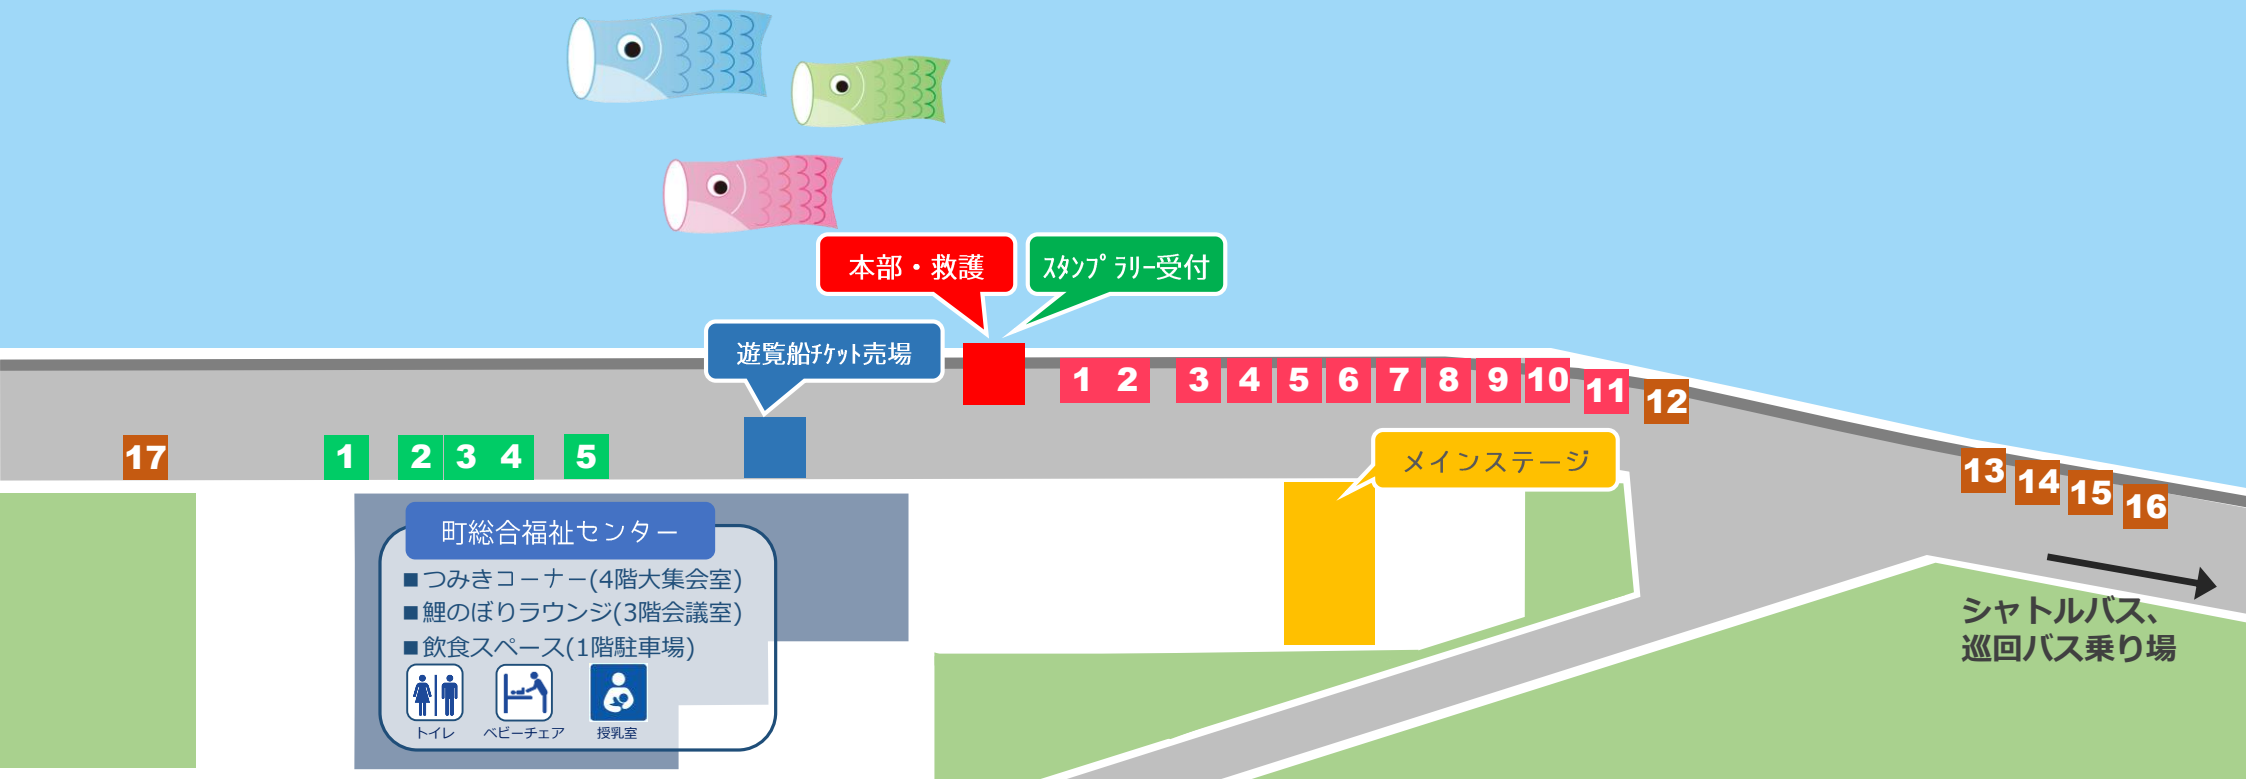 本部・救護
スタンプラリー受付
遊覧船チケット売場
1 2 3 4 5 6 7 8 9 10 11 12
メインステージ
17 1 2 3 4 5
13 14 15 16
町総合福祉センター
■つみきコーナー(4階大集会室)
■鯉のぼりラウンジ(3階会議室)
■飲食スペース(1階駐車場)
トイレ ベビーチェア 授乳室
シャトルバス、
巡回バス乗り場